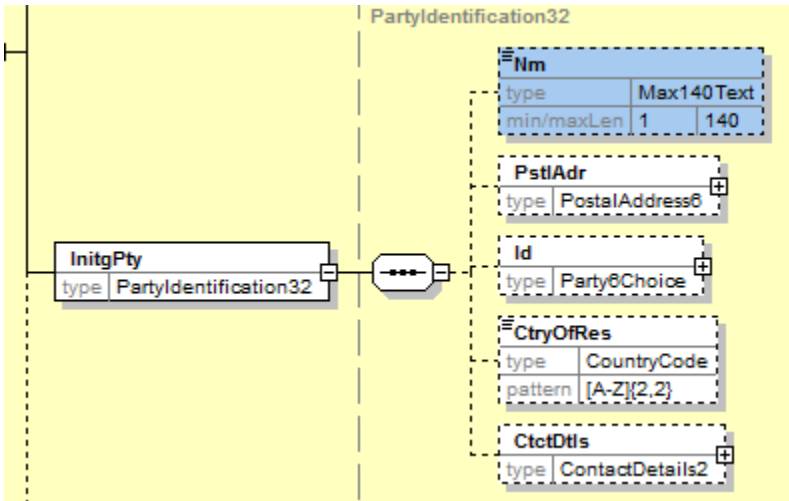 PartyIdentification32
Nm
type Max140Text
min/maxLen 1 140
PstlAdr
type PostalAddress6
InitgPty
type PartyIdentification32
Id
type Party6Choice
CtryOfRes
type CountryCode
pattern [A-Z]{2,2}
CtctDtls
type ContactDetails2